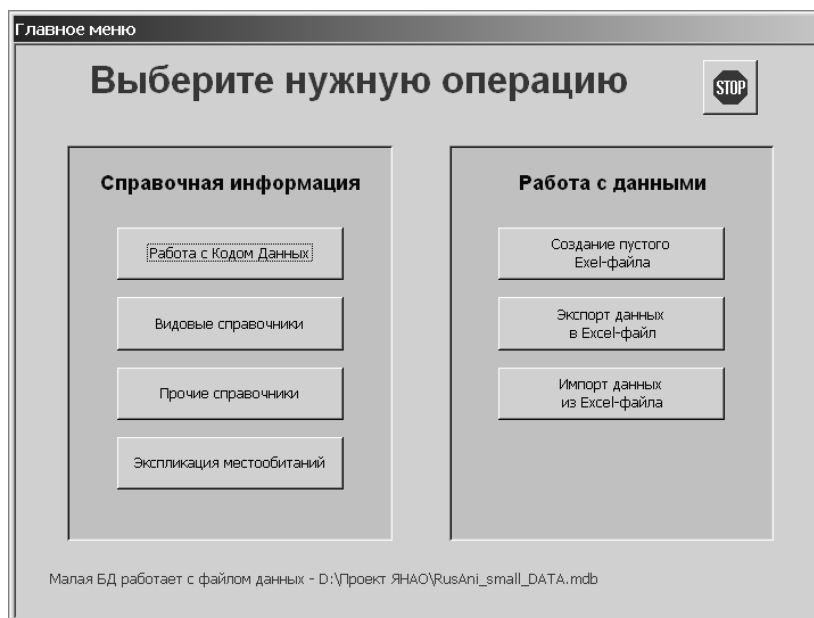 Главное меню
Выберите нужную операцию
STOP
Справочная информация
Работа с Кодом Данных
Видовые справочники
Прочие справочники
Экспликация местообитаний
Работа с данными
Создание пустого
Exel-файла
Экспорт данных
в Excel-файл
Импорт данных
из Excel-файла
Малая БД работает с файлом данных - D:\Проект ЯНАО\RusAni_small_DATA.mdb